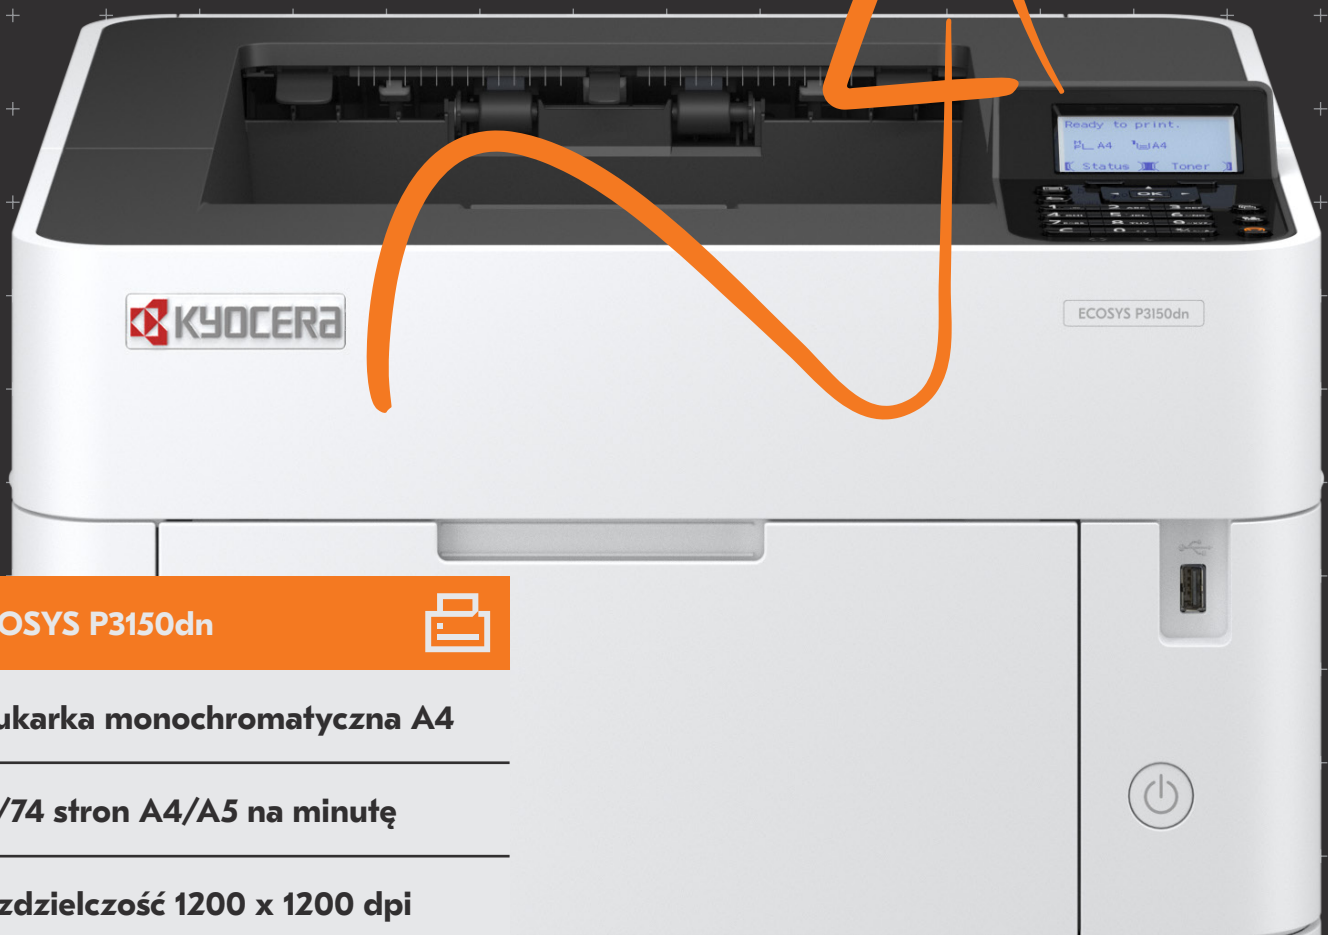 Ready to print.
A4 A4
Status Toner
OK
KYOCERA
ECOSYS P3150dn
OSYS P3150dn
ukarka monochromatyczna A4
/74 stron A4/A5 na minutę
zdzielczość 1200 x 1200 dpi